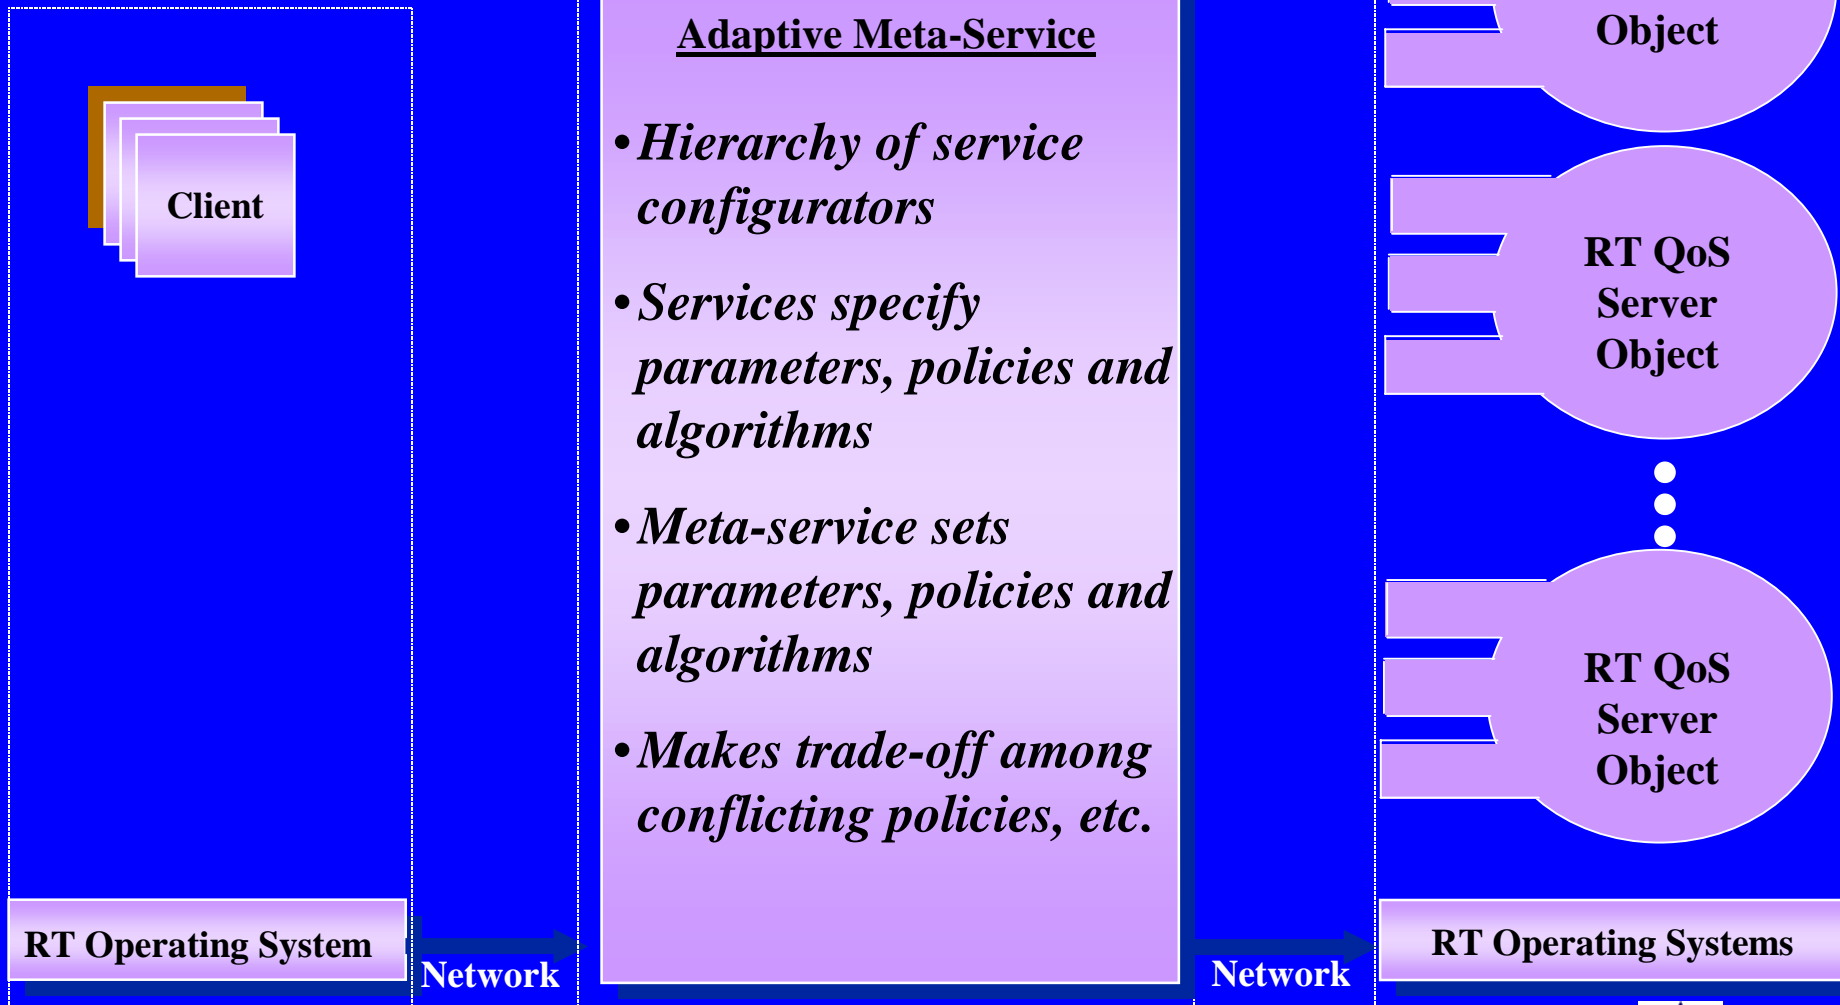 Adaptive Meta-Service
•Hierarchy of service
configurators
•Services specify
parameters, policies and
algorithms
•Meta-service sets
parameters, policies and
algorithms
•Makes trade-off among
conflicting policies, etc.
Client
RT Operating System
Network
Network
Object
RT QoS
Server
Object
RT QoS
Server
Object
RT Operating Systems